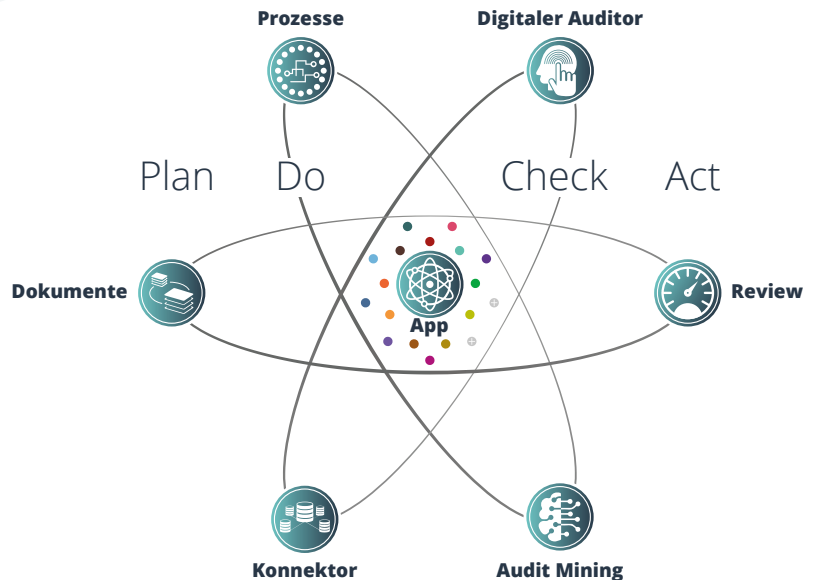 Prozesse
Digitaler Auditor
Plan
Do
Check
Act
Dokumente
App
Review
Konnektor
Audit Mining